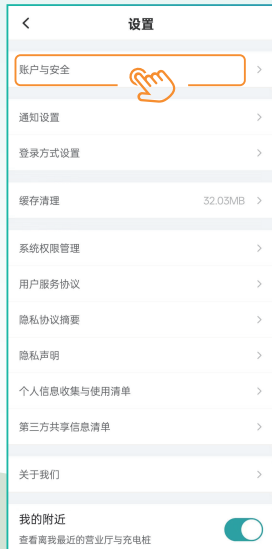 设置
账户与安全
通知设置
登录方式设置
缓存清理 32.03MB
系统权限管理
用户服务协议
隐私协议摘要
隐私声明
个人信息收集与使用清单
第三方共享信息清单
关于我们
我的附近
查看离我最近的营业厅与充电桩